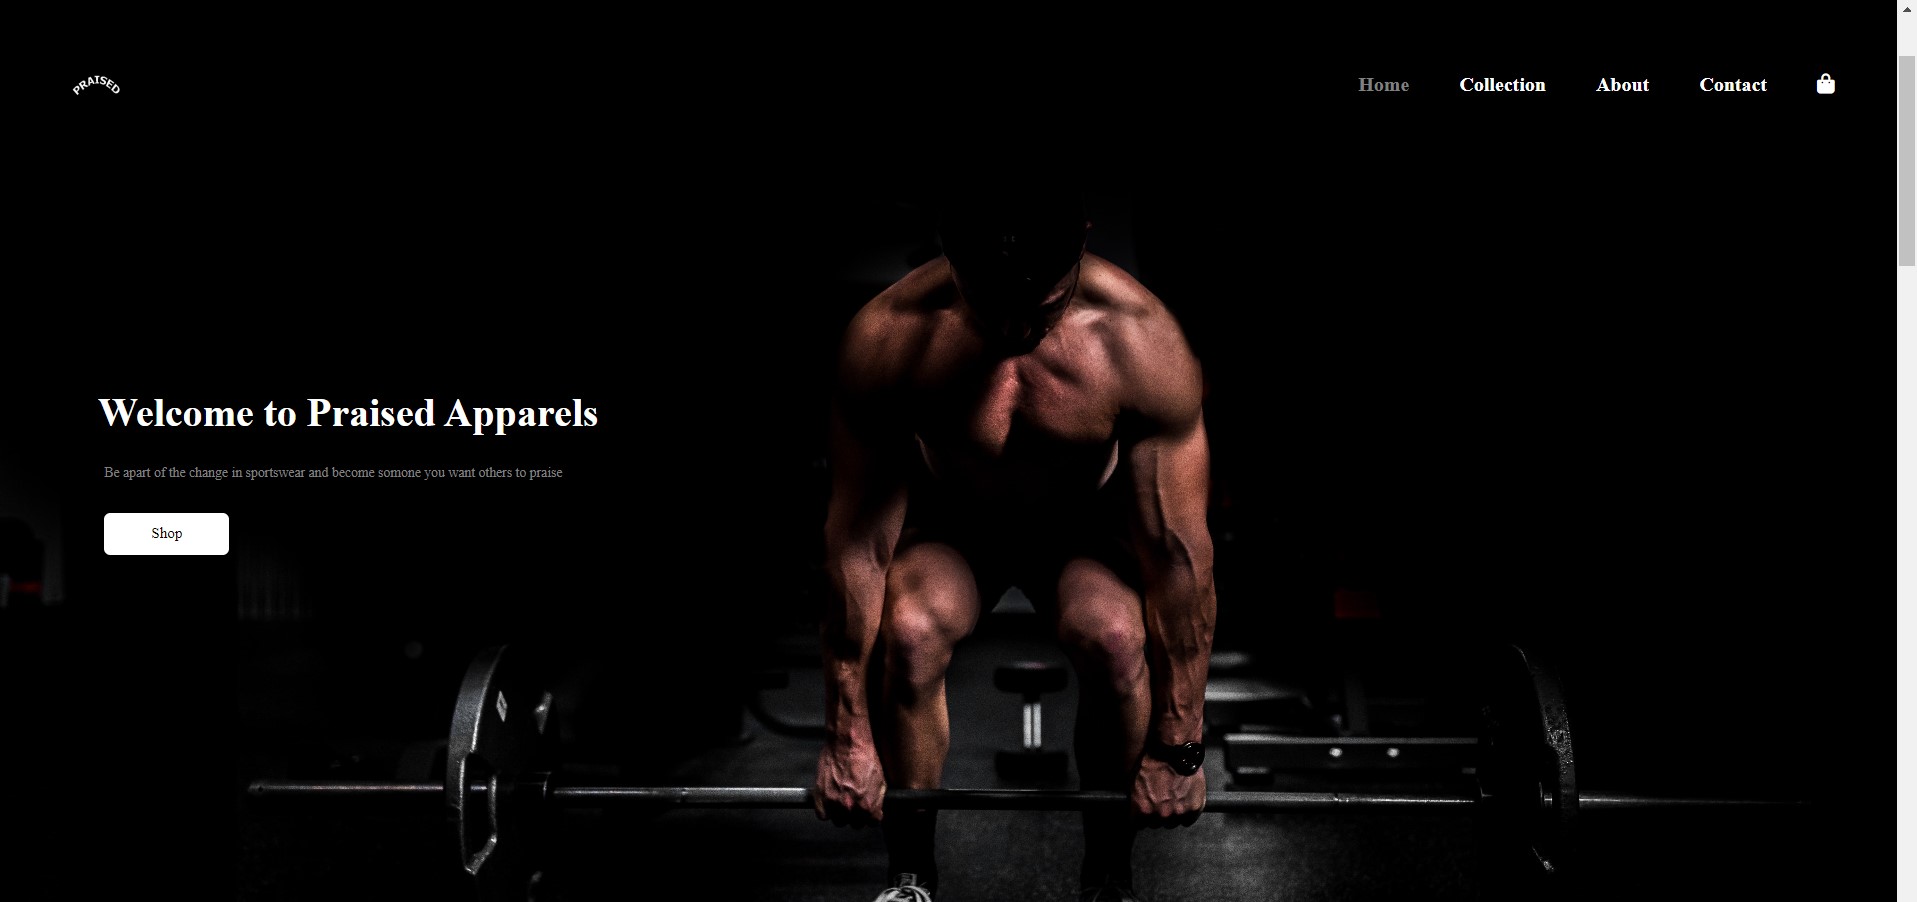 PRAISED
Home Collection About Contact
Welcome to Praised Apparels
Be apart of the change in sportswear and become somone you want others to praise
Shop